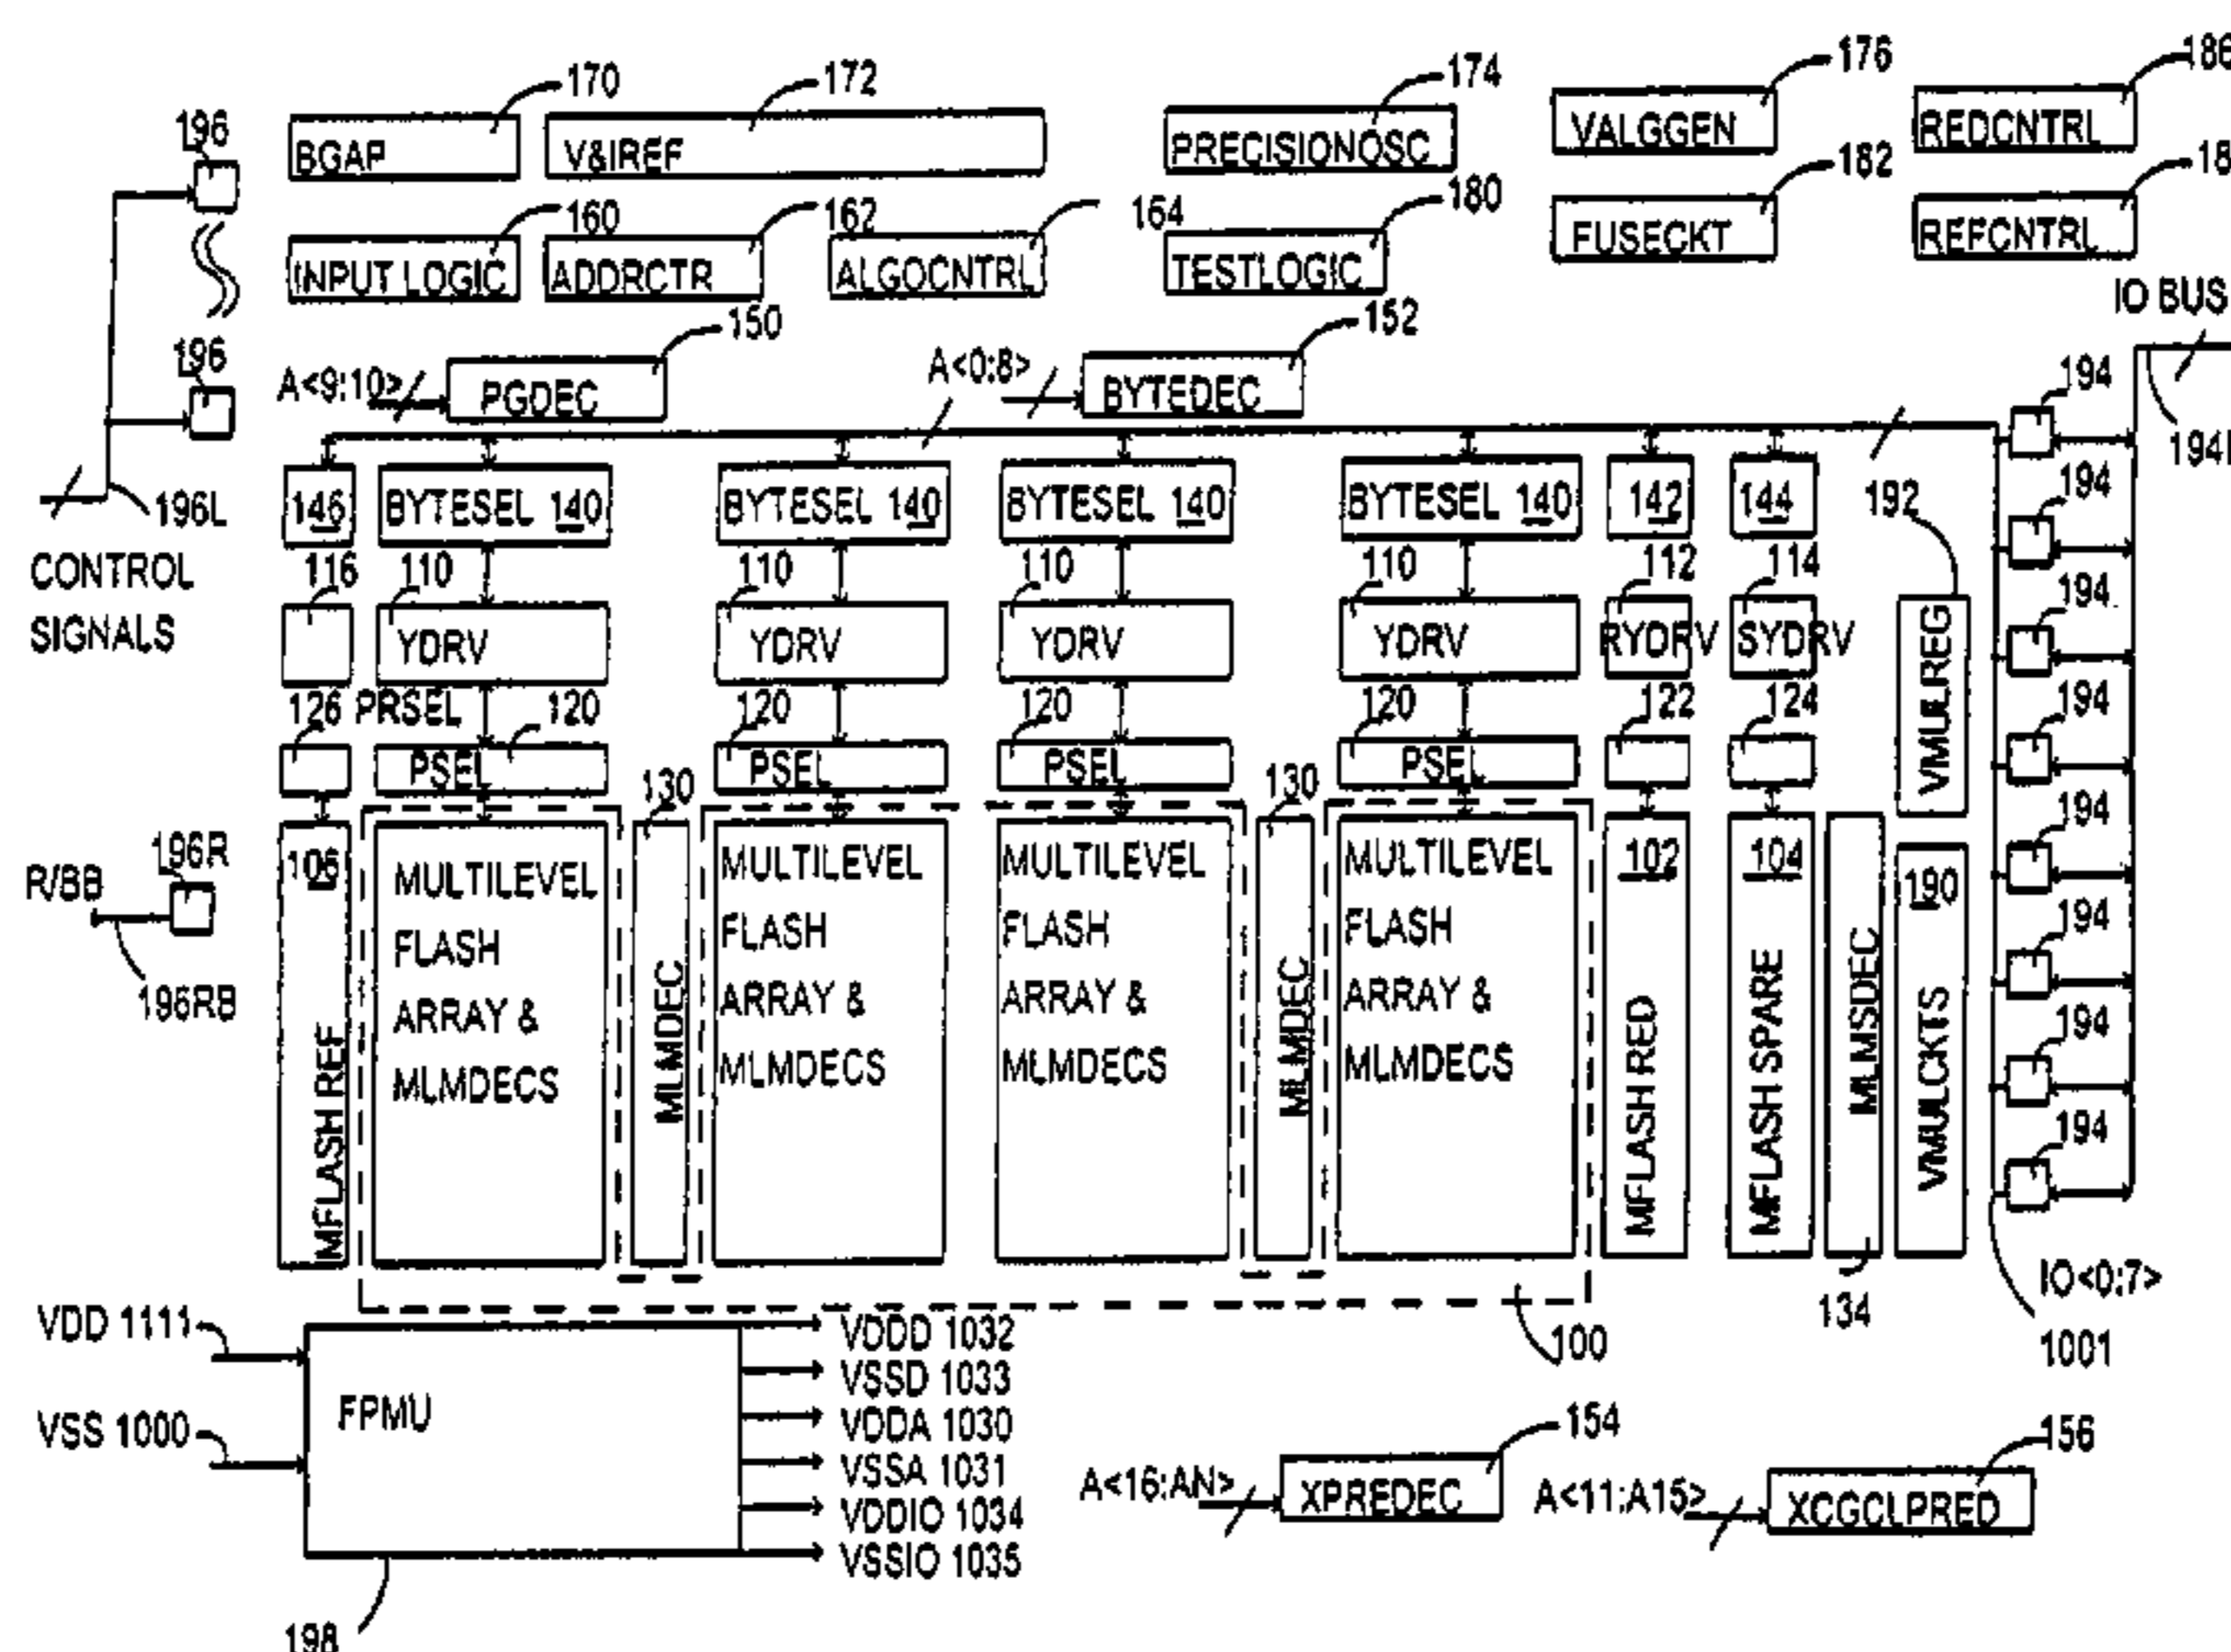 170 172 174 176 186
196 BGAP V&IREF PRECISIONOSC VALGGEN REDCNTRL
160 162 164 180 182
INPUT LOGIC ADDRCTR ALGOCNTRL TESTLOGIC FUSECKT REFCNTRL
IO BUS
150 152
196 A<9:10> PGDEC A<0:8> BYTEDEC 194
196L 146 BYTESEL 140 BYTESEL 140 BYTESEL 140 BYTESEL 140 142 144 192 194
CONTROL
SIGNALS
116 110 110 110 110 112 114 194
YDRV YDRV YDRV YDRV RYDRV SYDRV VMULREG
126 PRSEL 120 120 120 120 122 124 194
PSEL PSEL PSEL PSEL
130 130
R/BB 196R 106 102 104 190 194
196RB
MFLASH REF
MULTILEVEL
FLASH
ARRAY &
MLMDECS
MLMDEC
MULTILEVEL
FLASH
ARRAY &
MLMDECS
MULTILEVEL
FLASH
ARRAY &
MLMDECS
MLMDEC
MULTILEVEL
FLASH
ARRAY &
MLMDECS
MFLASH RED
MFLASH SPARE
MLMSDEC
VMULCKTS
194
194
194
IO<0:7>
134
100
1001
VDD 1111
VSS 1000
FPMU
198
VDDD 1032
VSSD 1033
VDDA 1030
VSSA 1031
VDDIO 1034
VSSIO 1035
154
A<16:AN> XPREDEC
156
A<11:A15> XCGCLPRED